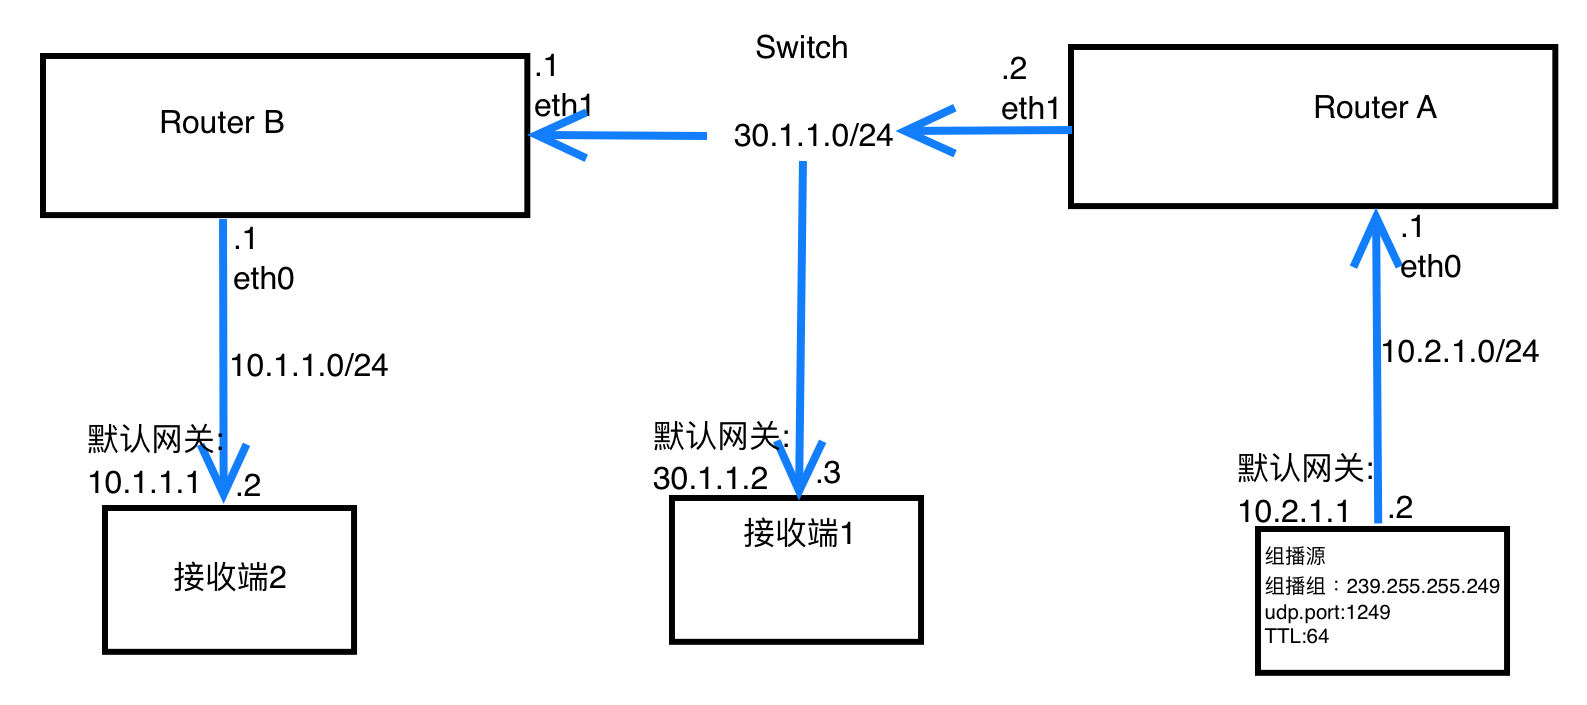 Switch
.1
eth1
.2
eth1
Router B
30.1.1.0/24
Router A
.1
eth0
.1
eth0
10.1.1.0/24
10.2.1.0/24
默认网关:
10.1.1.1
.2
默认网关:
30.1.1.2
.3
默认网关:
10.2.1.1
.2
接收端2
接收端1
组播源
组播组：239.255.255.249
udp.port:1249
TTL:64